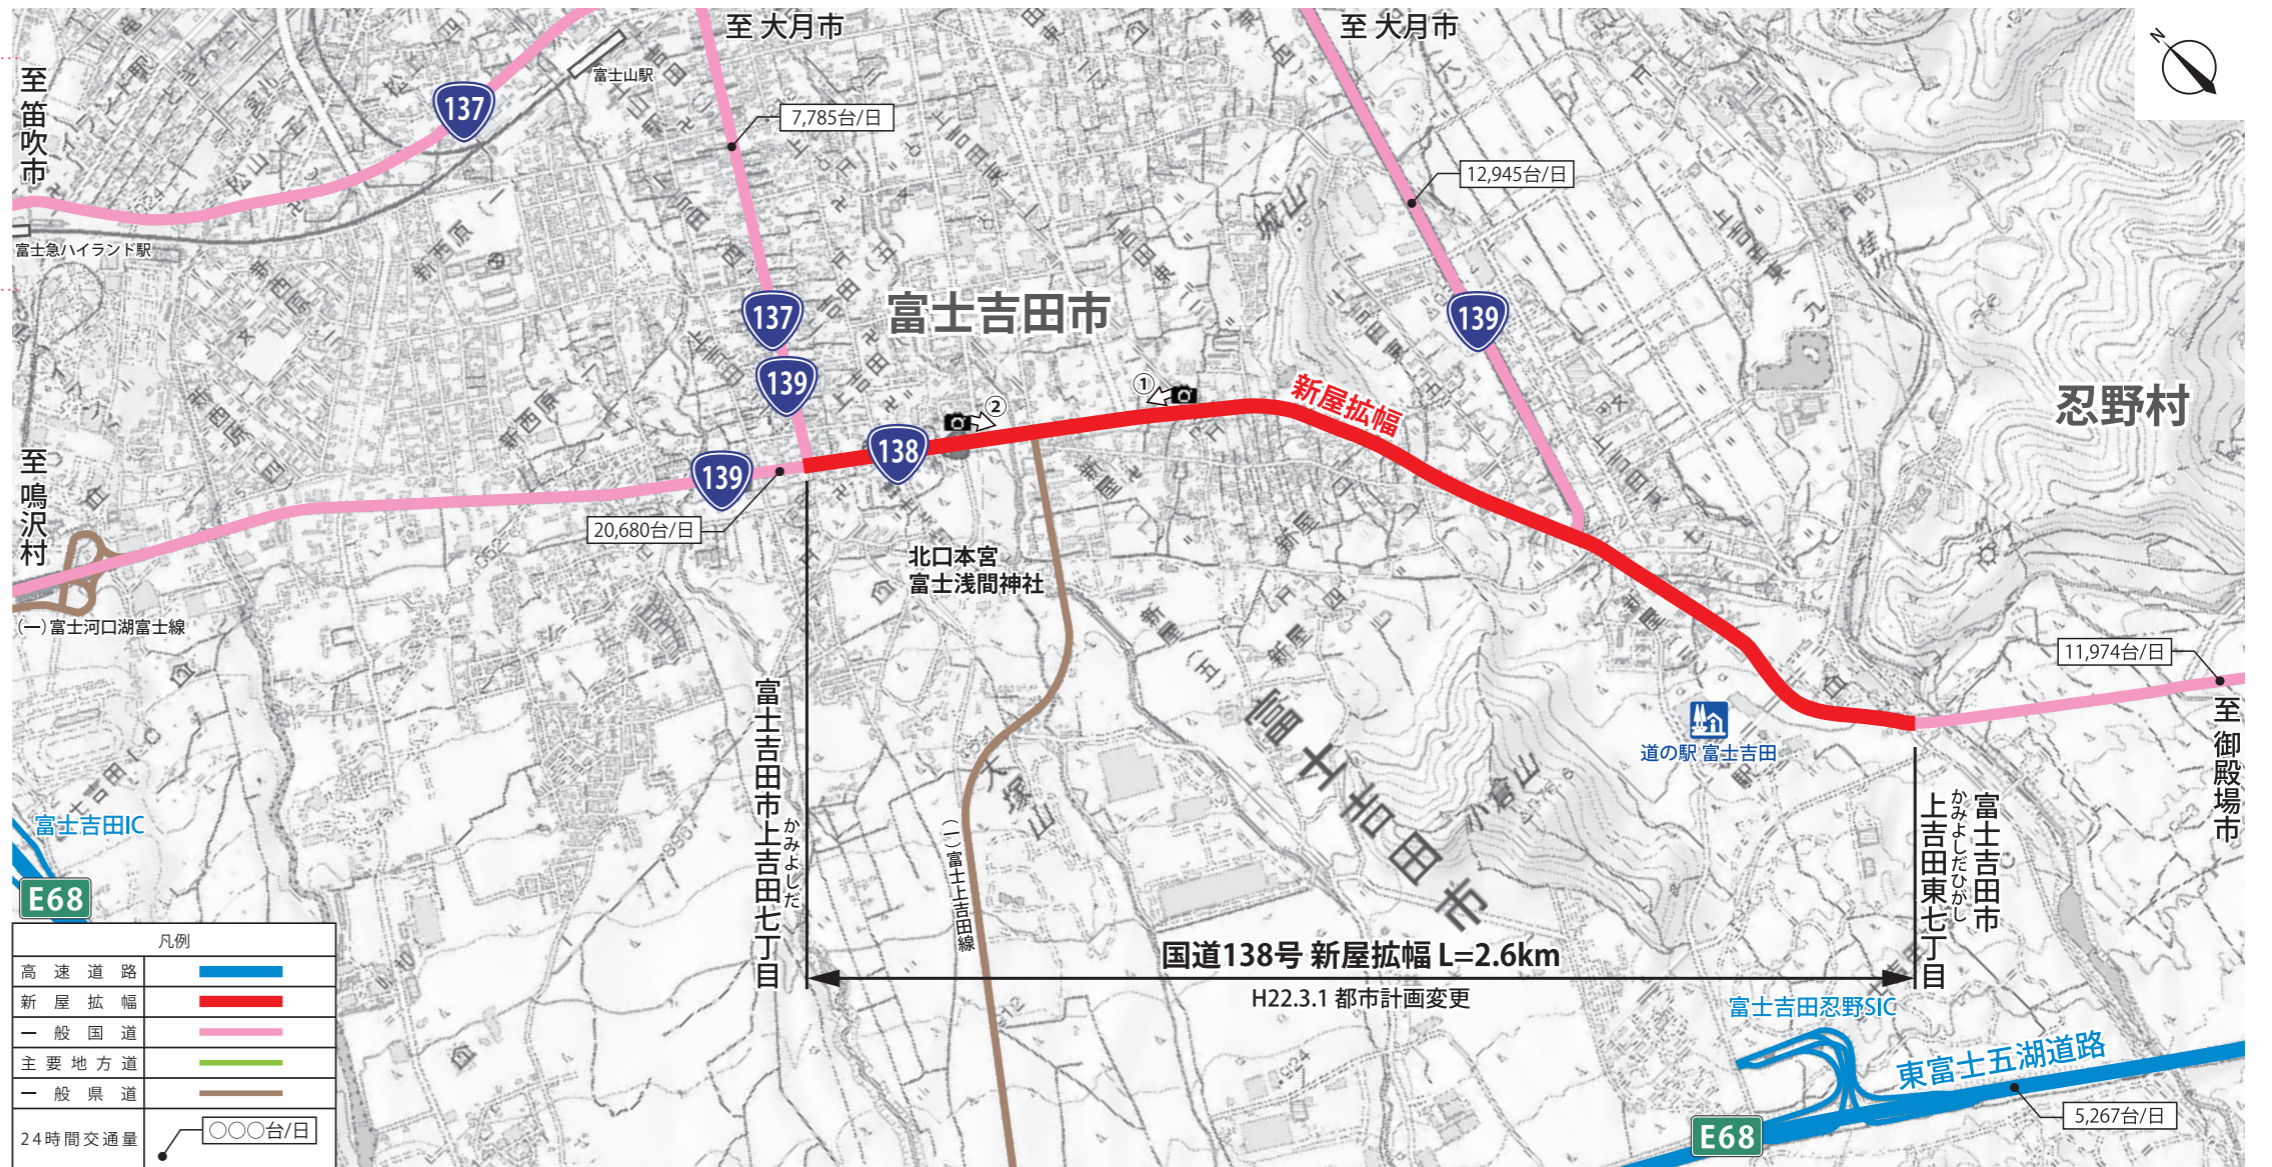 至 大月市
至 大月市
N
至 笛吹市
137
富士山駅
7,785台/日
12,945台/日
富士急ハイランド駅
城山
桂川
137
富士吉田市
139
139
①
②
新屋拡幅
忍野村
138
139
至 鳴沢村
20,680台/日
北口本宮
富士浅間神社
(一)富士河口湖富士線
11,974台/日
至 御殿場市
道の駅 富士吉田
富士吉田市
小倉山
大塚山
富士吉田市上吉田七丁目
かみよしだ
(一)富士上吉田線
富士吉田市
上吉田東七丁目
かみよしだひがし
富士吉田IC
E68
国道138号 新屋拡幅 L=2.6km
H22.3.1 都市計画変更
富士吉田忍野SIC
東富士五湖道路
5,267台/日
E68
凡例
高速道路
新屋拡幅
一般国道
主要地方道
一般県道
24時間交通量
○○○台/日